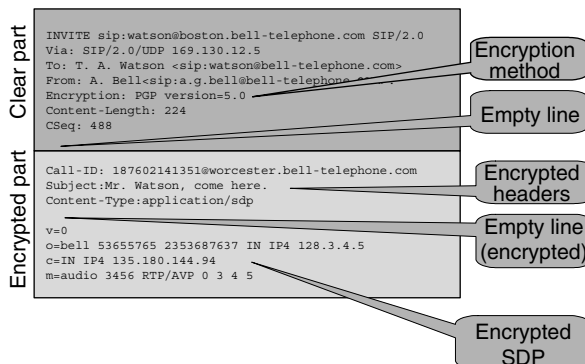 Clear part
INVITE sip:watson@boston.bell-telephone.com SIP/2.0
Via: SIP/2.0/UDP 169.130.12.5
To: T. A. Watson <sip:watson@bell-telephone.com>
From: A. Bell<sip:a.g.bell@bell-telephone
Encryption: PGP version=5.0
Content-Length: 224
CSeq: 488
Encryption
method
Empty line
Encrypted part
Call-ID: 187602141351@worcester.bell-telephone.com
Subject:Mr. Watson, come here.
Content-Type:application/sdp
v=0
o=bell 53655765 2353687637 IN IP4 128.3.4.5
c=IN IP4 135.180.144.94
m=audio 3456 RTP/AVP 0 3 4 5
Encrypted
headers
Empty line
(encrypted)
Encrypted
SDP